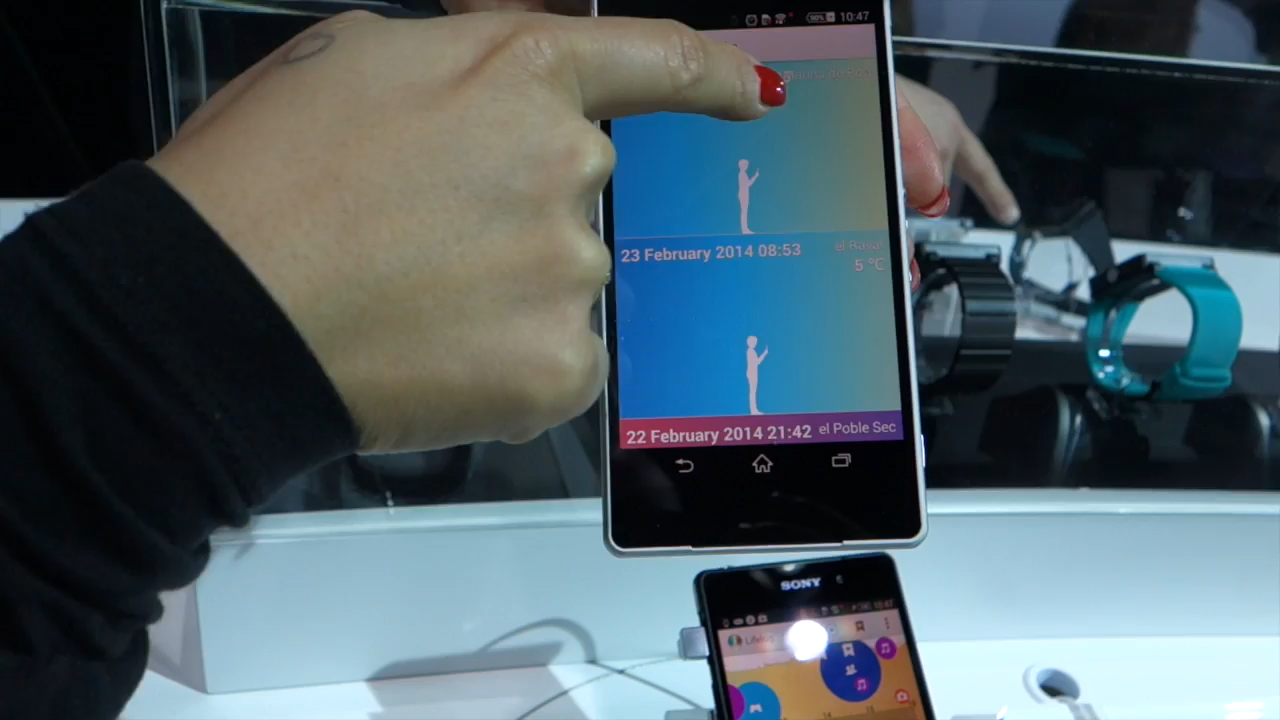 10:47
23 February 2014 08:53
el Raval
5 °C
22 February 2014 21:42 el Poble Sec
SONY
Lifelog